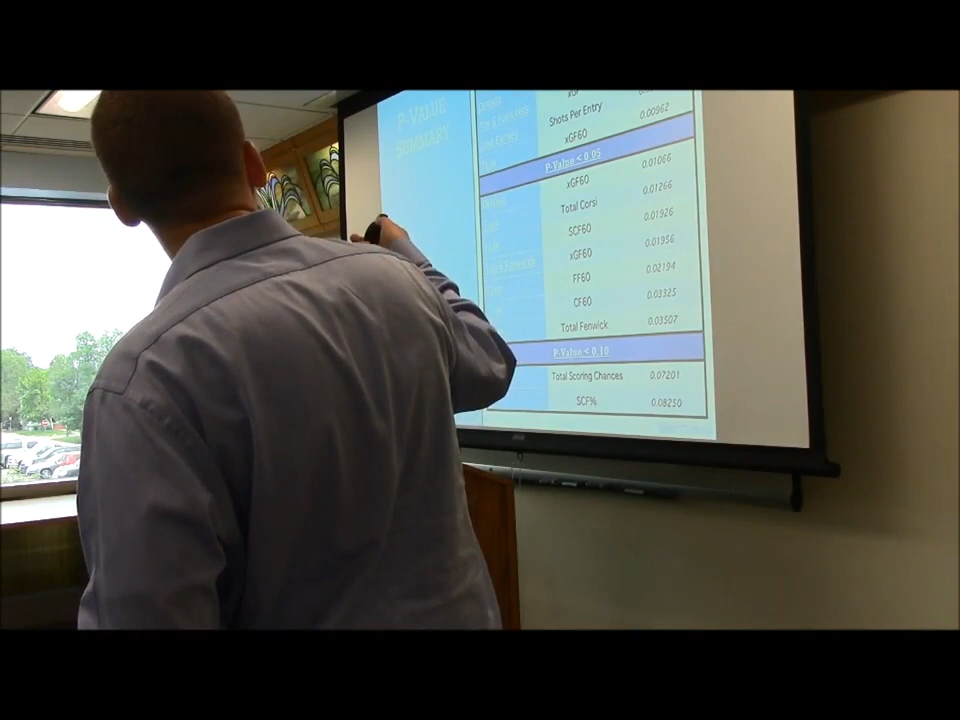 P-VALUE
SUMMARY
xGF
Shots Per Entry 0.00962
xGF60
P-Value < 0.05
xGF60 0.01066
Total Corsi 0.01266
SCF60 0.01926
xGF60 0.01956
FF60 0.02194
CF60 0.03325
Total Fenwick 0.03507
P-Value < 0.10
Total Scoring Chances 0.07201
SCF% 0.08250